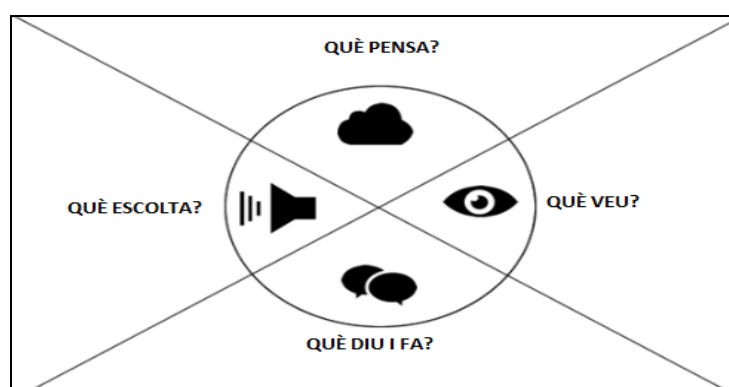 QUÈ PENSA?
QUÈ ESCOLTA?
QUÈ VEU?
QUÈ DIU I FA?